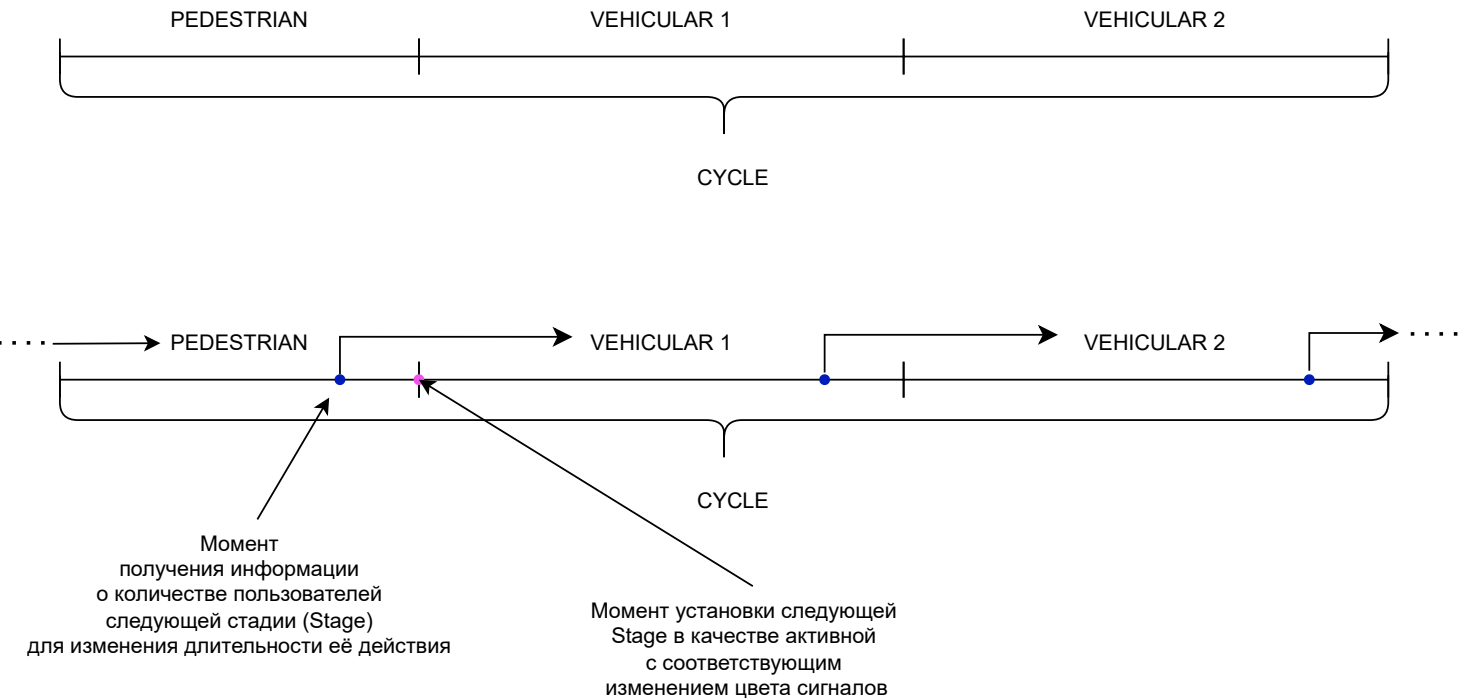 PEDESTRIAN
VEHICULAR 1
VEHICULAR 2
CYCLE
PEDESTRIAN
VEHICULAR 1
VEHICULAR 2
CYCLE
Момент
получения информации
о количестве пользователей
следующей стадии (Stage)
для изменения длительности её действия
Момент установки следующей
Stage в качестве активной
с соответствующим
изменением цвета сигналов